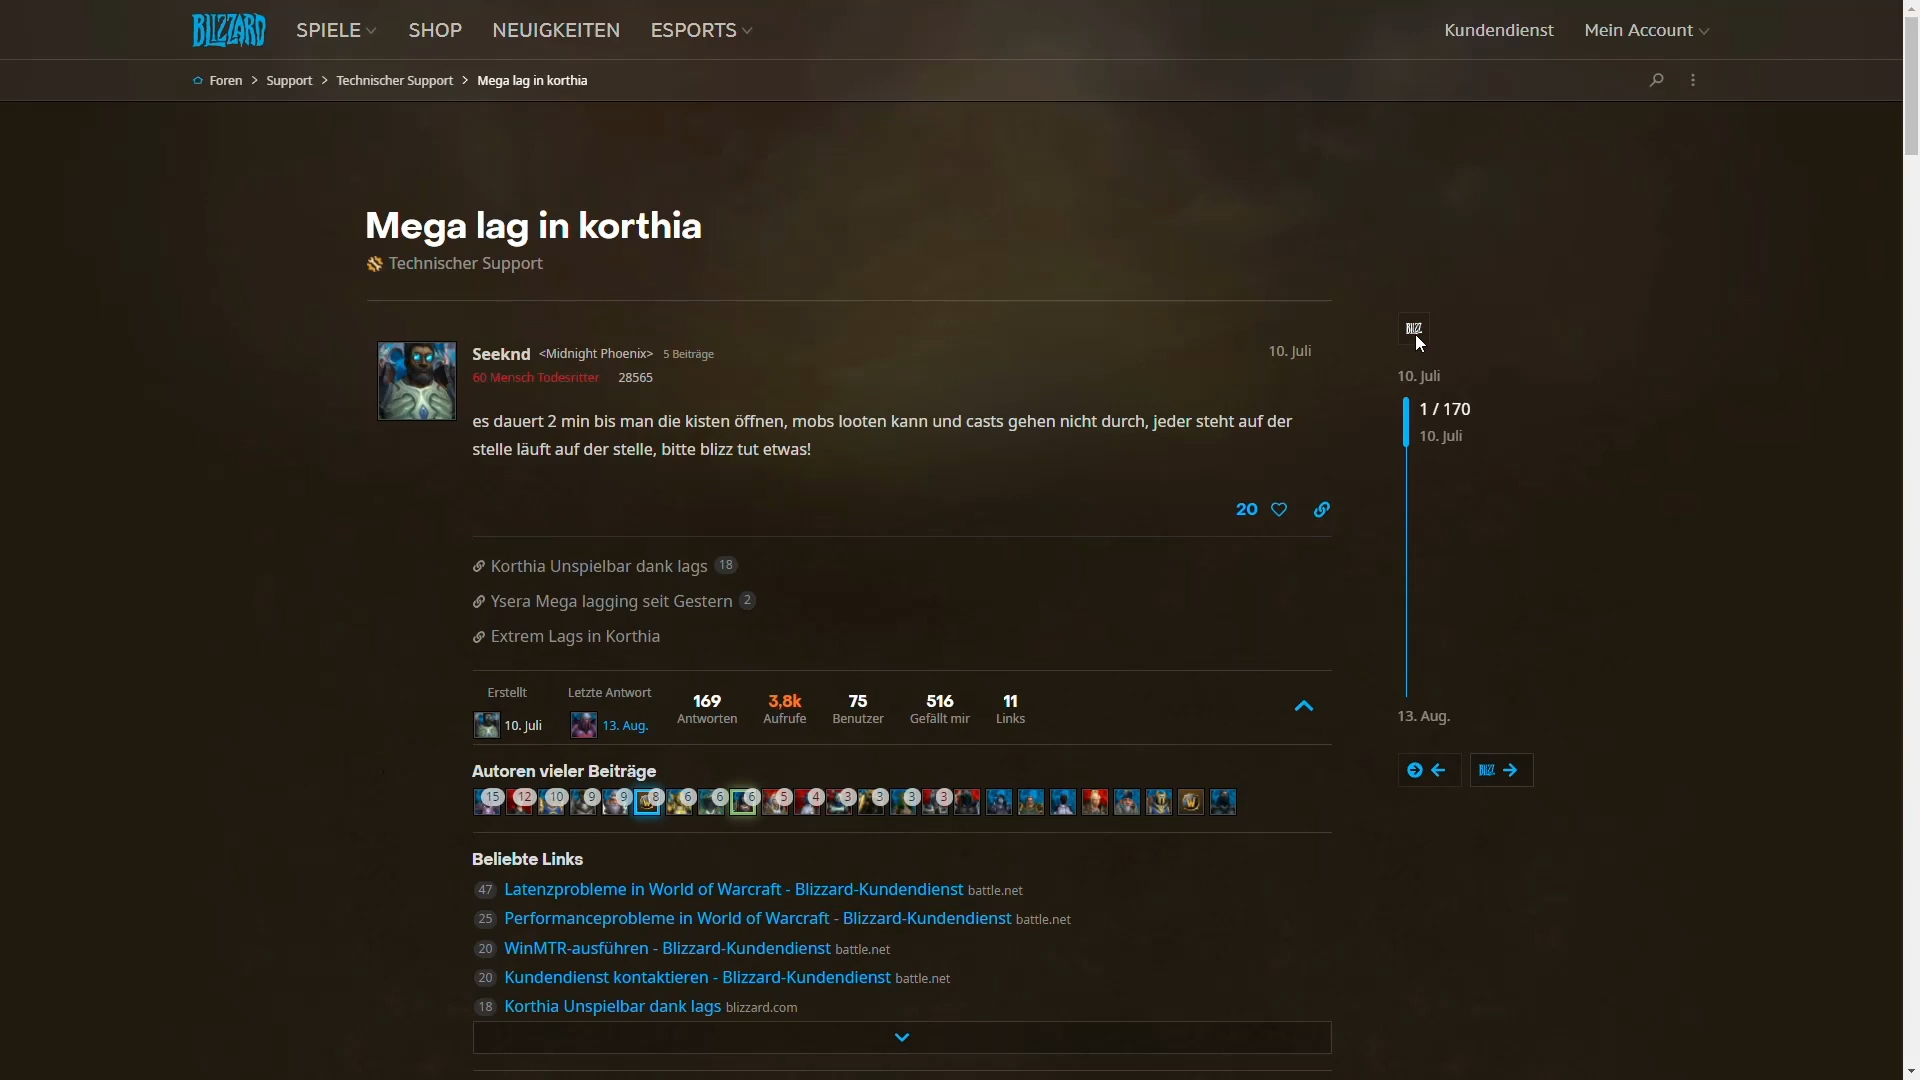 BLIZZARD SPIELE SHOP NEUIGKEITEN ESPORTS Kundendienst Mein Account
Foren > Support > Technischer Support > Mega lag in korthia
Mega lag in korthia
Technischer Support
BLIZZ
Seeknd <Midnight Phoenix> 5 Beiträge 10. Juli
60 Mensch Todesritter 28565
10. Juli
1 / 170
10. Juli
es dauert 2 min bis man die kisten öffnen, mobs looten kann und casts gehen nicht durch, jeder steht auf der
stelle läuft auf der stelle, bitte blizz tut etwas!
20
Korthia Unspielbar dank lags 18
Ysera Mega lagging seit Gestern 2
Extrem Lags in Korthia
Erstellt Letzte Antwort 169 3,8k 75 516 11
10. Juli 13. Aug. Antworten Aufrufe Benutzer Gefällt mir Links
13. Aug.
BLIZZ
Autoren vieler Beiträge
15 12 10 9 9 8 6 6 6 5 4 3 3 3 3
Beliebte Links
47 Latenzprobleme in World of Warcraft - Blizzard-Kundendienst battle.net
25 Performanceprobleme in World of Warcraft - Blizzard-Kundendienst battle.net
20 WinMTR-ausführen - Blizzard-Kundendienst battle.net
20 Kundendienst kontaktieren - Blizzard-Kundendienst battle.net
18 Korthia Unspielbar dank lags blizzard.com